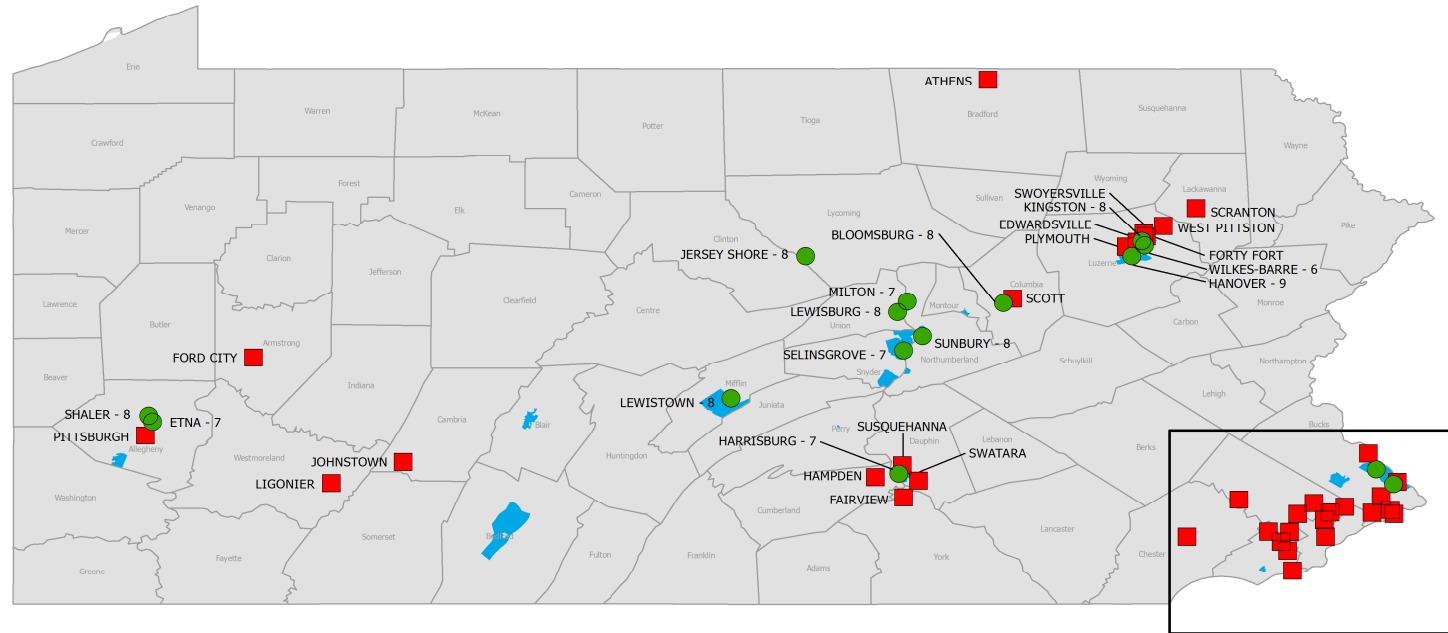 Erie
Warren
McKean
Potter
Tioga
Bradford
Susquehanna
Crawford
Wayne
Forest
Cameron
Elk
Sullivan
Wyoming
Lackawanna
Venango
Mercer
Lycoming
Pike
Clinton
Clarion
Jefferson
Clearfield
Centre
Luzerne
Columbia
Montour
Monroe
Lawrence
Butler
Armstrong
Union
Carbon
Northumberland
Schuylkill
Northampton
Beaver
Indiana
Snyder
Mifflin
Juniata
Lehigh
Cambria
Blair
Perry
Dauphin
Lebanon
Berks
Bucks
Allegheny
Westmoreland
Huntingdon
Washington
Cumberland
Lancaster
Somerset
Bedford
Fulton
Franklin
Adams
York
Chester
Greene
Fayette
ATHENS
SWOYERSVILLE
KINGSTON - 8
SCRANTON
EDWARDSVILLE
WEST PITTSTON
PLYMOUTH
BLOOMSBURG - 8
JERSEY SHORE - 8
FORTY FORT
WILKES-BARRE - 6
HANOVER - 9
MILTON - 7
SCOTT
LEWISBURG - 8
SUNBURY - 8
SELINSGROVE - 7
FORD CITY
LEWISTOWN - 8
SHALER - 8
ETNA - 7
PITTSBURGH
SUSQUEHANNA
HARRISBURG - 7
SWATARA
JOHNSTOWN
LIGONIER
HAMPDEN
FAIRVIEW